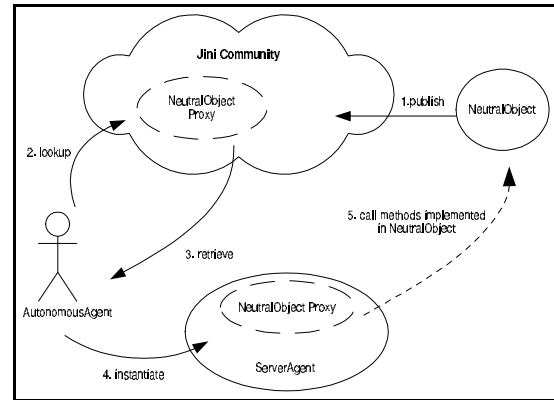 Jini Community
NeutralObject
Proxy
1.publish
NeutralObject
2. lookup
5. call methods implemented
in NeutralObject
3. retrieve
AutonomousAgent
NeutralObject Proxy
ServerAgent
4. instantiate